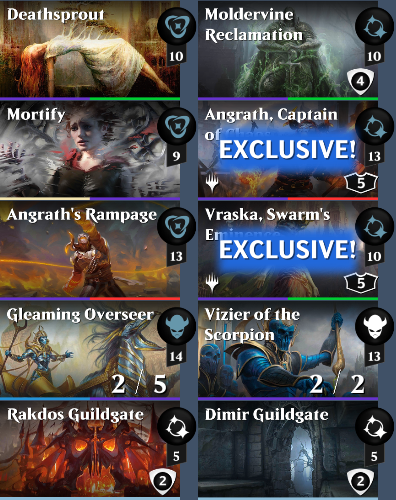 Deathsprout
10
Moldervine
Reclamation
10
4
Mortify
9
Angrath, Captain
of
EXCLUSIVE!
13
5
Angrath's Rampage
13
Vraska, Swarm's
EXCLUSIVE!
10
5
Gleaming Overseer
14
2 / 5
Vizier of the
Scorpion
13
2 / 2
Rakdos Guildgate
5
2
Dimir Guildgate
5
2